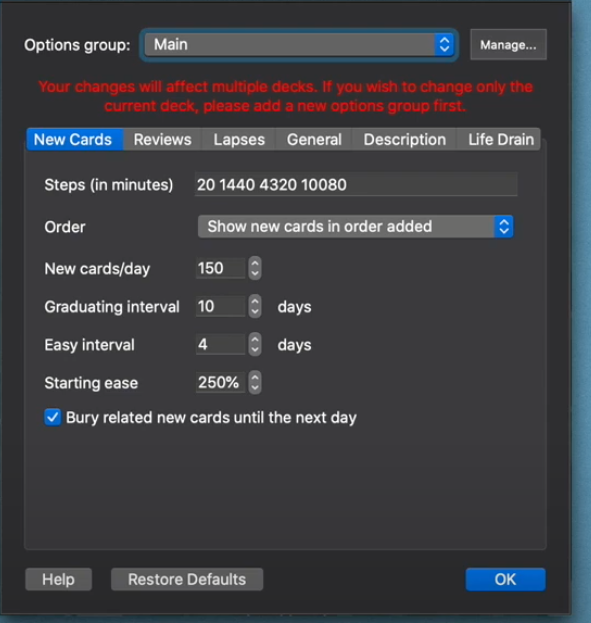 Options group: Main Manage...
Your changes will affect multiple decks. If you wish to change only the
current deck, please add a new options group first.
New Cards Reviews Lapses General Description Life Drain
Steps (in minutes) 20 1440 4320 10080
Order Show new cards in order added
New cards/day 150
Graduating interval 10 days
Easy interval 4 days
Starting ease 250%
Bury related new cards until the next day
Help Restore Defaults OK